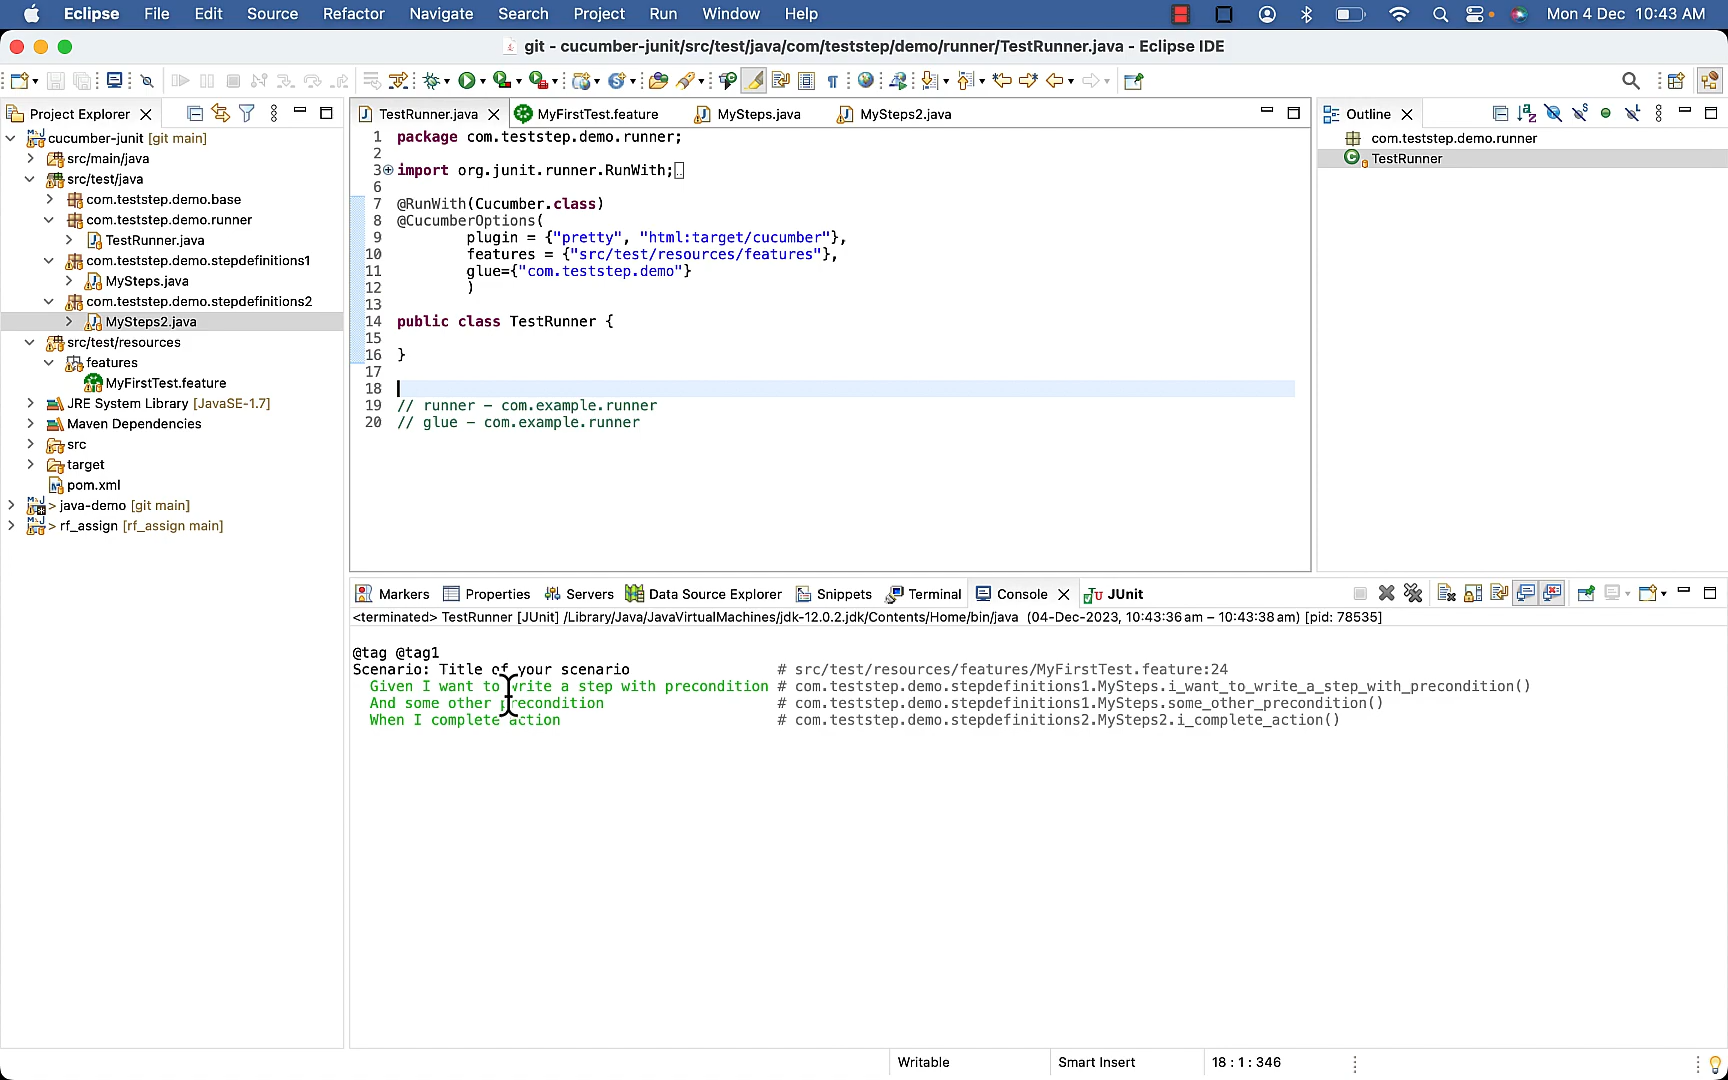 Eclipse File Edit Source Refactor Navigate Search Project Run Window Help Mon 4 Dec 10:43 AM
git - cucumber-junit/src/test/java/com/teststep/demo/runner/TestRunner.java - Eclipse IDE
Project Explorer
cucumber-junit [git main]
src/main/java
src/test/java
com.teststep.demo.base
com.teststep.demo.runner
TestRunner.java
com.teststep.demo.stepdefinitions1
MySteps.java
com.teststep.demo.stepdefinitions2
MySteps2.java
src/test/resources
features
MyFirstTest.feature
JRE System Library [JavaSE-1.7]
Maven Dependencies
src
target
pom.xml
> java-demo [git main]
> rf_assign [rf_assign main]
TestRunner.java MyFirstTest.feature MySteps.java MySteps2.java
1 package com.teststep.demo.runner;
2
3 import org.junit.runner.RunWith;
6
7 @RunWith(Cucumber.class)
8 @CucumberOptions(
9 plugin = {"pretty", "html:target/cucumber"},
10 features = {"src/test/resources/features"},
11 glue={"com.teststep.demo"}
12 )
13
14 public class TestRunner {
15
16 }
17
18
19 // runner – com.example.runner
20 // glue – com.example.runner
Outline
com.teststep.demo.runner
TestRunner
Markers Properties Servers Data Source Explorer Snippets Terminal Console JUnit
<terminated> TestRunner [JUnit] /Library/Java/JavaVirtualMachines/jdk-12.0.2.jdk/Contents/Home/bin/java (04-Dec-2023, 10:43:36 am – 10:43:38 am) [pid: 78535]
@tag @tag1
Scenario: Title of your scenario # src/test/resources/features/MyFirstTest.feature:24
Given I want to write a step with precondition # com.teststep.demo.stepdefinitions1.MySteps.i_want_to_write_a_step_with_precondition()
And some other precondition # com.teststep.demo.stepdefinitions1.MySteps.some_other_precondition()
When I complete action # com.teststep.demo.stepdefinitions2.MySteps2.i_complete_action()
Writable Smart Insert 18 : 1 : 346